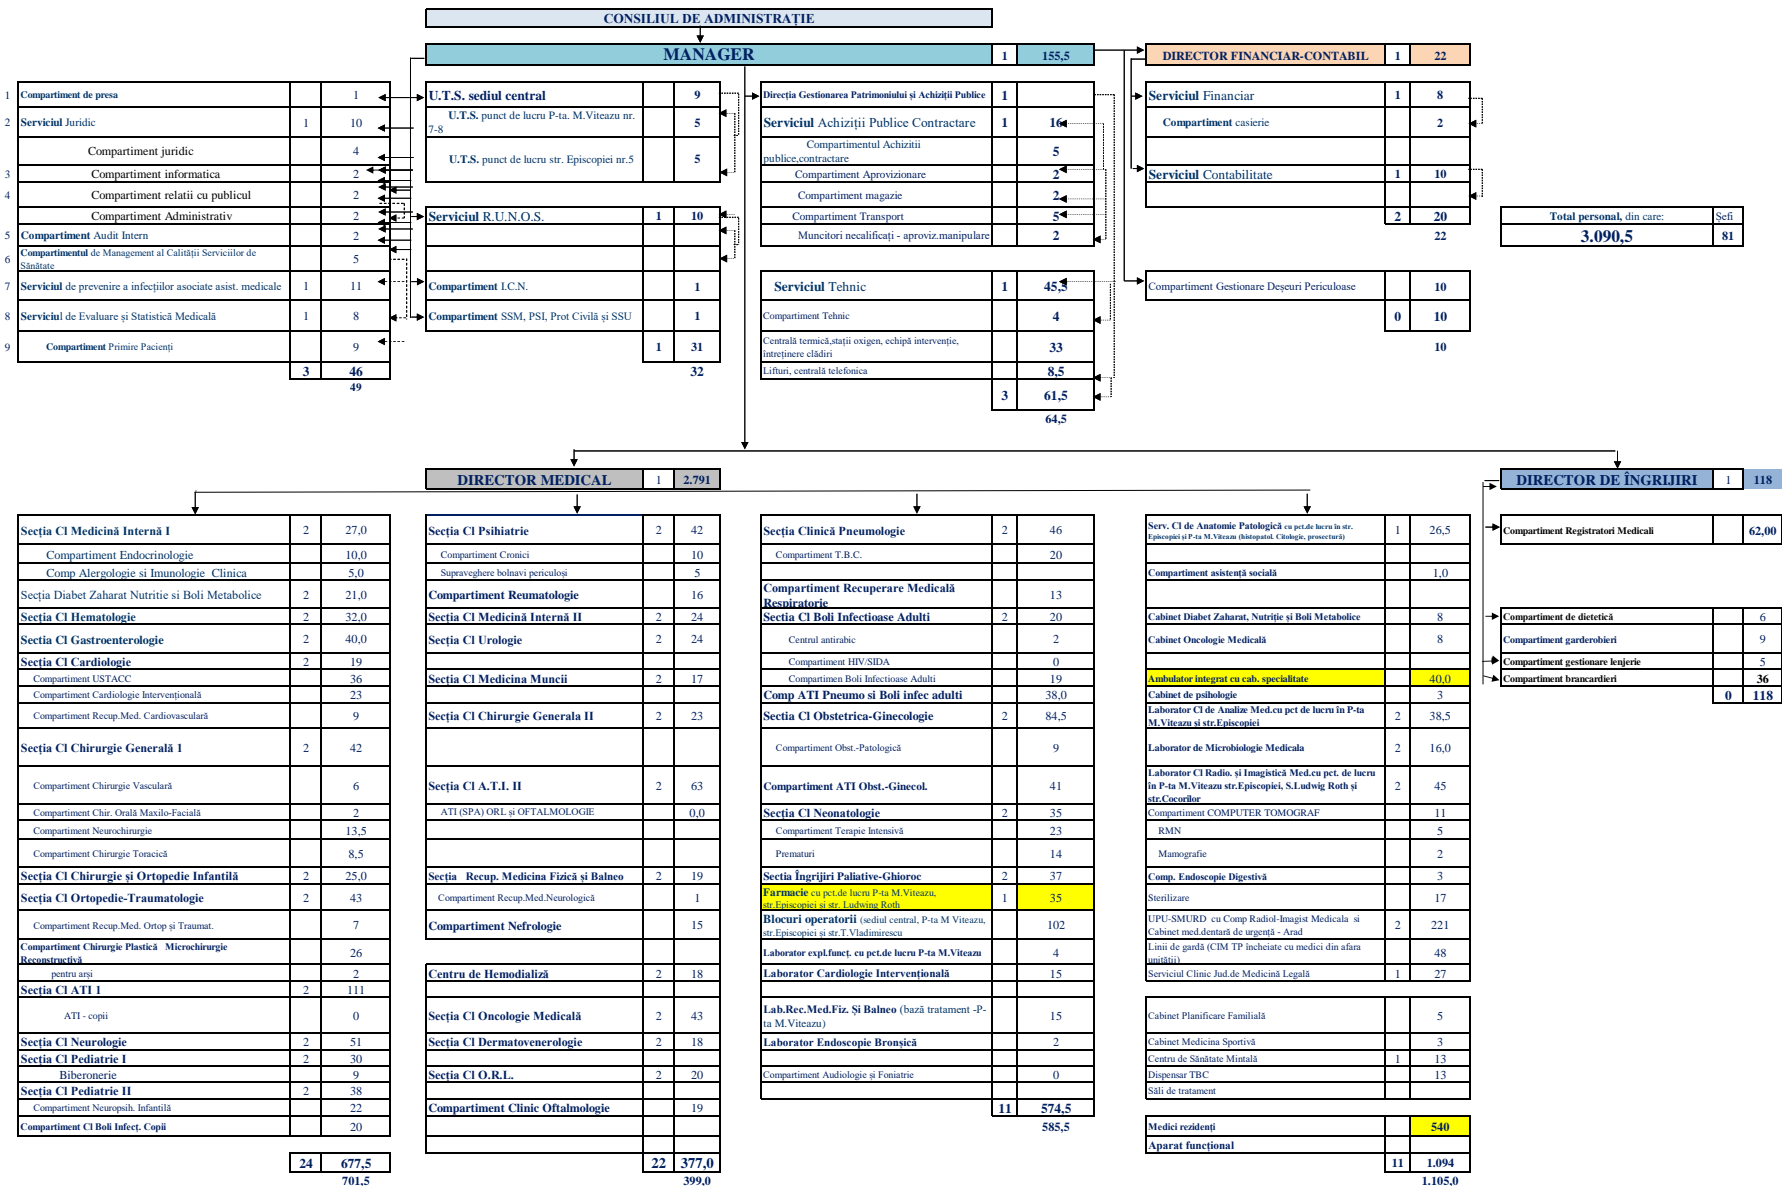 CONSILIUL DE ADMINISTRAȚIE
MANAGER 1 155,5
DIRECTOR FINANCIAR-CONTABIL 1 22
1 Compartiment de presa 1
2 Serviciul Juridic 1 10
Compartiment juridic 4
3 Compartiment informatica 2
4 Compartiment relatii cu publicul 2
Compartiment Administrativ 2
5 Compartiment Audit Intern 2
6 Compartimentul de Management al Calității Serviciilor de
Sănătate 5
7 Serviciul de prevenire a infecțiilor asociate asist. medicale 1 11
8 Serviciul de Evaluare și Statistică Medicală 1 8
9 Compartiment Primire Pacienți 9
3 46
49
U.T.S. sediul central 9
U.T.S. punct de lucru P-ta. M.Viteazu nr.
7-8 5
U.T.S. punct de lucru str. Episcopiei nr.5 5
Serviciul R.U.N.O.S. 1 10
Compartiment I.C.N. 1
Compartiment SSM, PSI, Prot Civilă și SSU 1
1 31
32
Direcția Gestionarea Patrimoniului și Achiziții Publice 1
Serviciul Achiziții Publice Contractare 1 16
Compartimentul Achizitii
publice,contractare 5
Compartiment Aprovizionare 2
Compartiment magazie 2
Compartiment Transport 5
Muncitori necalificați - aproviz.manipulare 2
Serviciul Tehnic 1 45,5
Compartiment Tehnic 4
Centrală termică,stații oxigen, echipă intervenție,
întreținere clădiri 33
Lifturi, centrală telefonica 8,5
3 61,5
64,5
Serviciul Financiar 1 8
Compartiment casierie 2
Serviciul Contabilitate 1 10
2 20
22
Compartiment Gestionare Deșeuri Periculoase 10
0 10
10
Total personal, din care: Șefi
3.090,5 81
DIRECTOR MEDICAL 1 2.791
DIRECTOR DE ÎNGRIJIRI 1 118
Secția Cl Medicină Internă I 2 27,0
Compartiment Endocrinologie 10,0
Comp Alergologie si Imunologie Clinica 5,0
Secția Diabet Zaharat Nutritie si Boli Metabolice 2 21,0
Secția Cl Hematologie 2 32,0
Secția Cl Gastroenterologie 2 40,0
Secția Cl Cardiologie 2 19
Compartiment USTACC 36
Compartiment Cardiologie Intervențională 23
Compartiment Recup.Med. Cardiovasculară 9
Secția Cl Chirurgie Generală 1 2 42
Compartiment Chirurgie Vasculară 6
Compartiment Chir. Orală Maxilo-Facială 2
Compartiment Neurochirurgie 13,5
Compartiment Chirurgie Toracică 8,5
Secția Cl Chirurgie și Ortopedie Infantilă 2 25,0
Secția Cl Ortopedie-Traumatologie 2 43
Compartiment Recup.Med. Ortop și Traumat. 7
Compartiment Chirurgie Plastică Microchirurgie
Reconstructivă 26
pentru arși 2
Secția Cl ATI 1 2 111
ATI - copii 0
Secția Cl Neurologie 2 51
Secția Cl Pediatrie I 2 30
Biberonerie 9
Secția Cl Pediatrie II 2 38
Compartiment Neuropsih. Infantilă 22
Compartiment Cl Boli Infecț. Copii 20
24 677,5
701,5
Secția Cl Psihiatrie 2 42
Compartiment Cronici 10
Supraveghere bolnavi periculoși 5
Compartiment Reumatologie 16
Secția Cl Medicină Internă II 2 24
Secția Cl Urologie 2 24
Secția Cl Medicina Muncii 2 17
Secția Cl Chirurgie Generala II 2 23
Secția Cl A.T.I. II 2 63
ATI (SPA) ORL și OFTALMOLOGIE 0,0
Secția Recup. Medicina Fizică și Balneo 2 19
Compartiment Recup.Med.Neurologică 1
Compartiment Nefrologie 15
Centru de Hemodializă 2 18
Secția Cl Oncologie Medicală 2 43
Secția Cl Dermatovenerologie 2 18
Secția Cl O.R.L. 2 20
Compartiment Clinic Oftalmologie 19
22 377,0
399,0
Secția Clinică Pneumologie 2 46
Compartiment T.B.C. 20
Compartiment Recuperare Medicală
Respiratorie 13
Secția Cl Boli Infectioase Adulti 2 20
Centrul antirabic 2
Compartiment HIV/SIDA 0
Compartimen Boli Infectioase Adulti 19
Comp ATI Pneumo si Boli infec adulti 38,0
Secția Cl Obstetrica-Ginecologie 2 84,5
Compartiment Obst.-Patologică 9
Compartiment ATI Obst.-Ginecol. 41
Secția Cl Neonatologie 2 35
Compartiment Terapie Intensivă 23
Prematuri 14
Sectia Îngrijiri Paliative-Ghioroc 2 37
Farmacie cu pct.de lucru P-ta M.Viteazu,
str.Episcopiei si str. Ludwing Roth 1 35
Blocuri operatorii (sediul central, P-ta M Viteazu,
str.Episcopiei si str.T.Vladimirescu 102
Laborator expl.funcț. cu pct.de lucru P-ta M.Viteazu 4
Laborator Cardiologie Intervențională 15
Lab.Rec.Med.Fiz. Și Balneo (bază tratament -P-
ta M.Viteazu) 15
Laborator Endoscopie Bronșică 2
Compartiment Audiologie și Foniatrie 0
11 574,5
585,5
Serv. Cl de Anatomie Patologică cu pct.de lucru în str.
Episcopiei și P-ta M.Viteazu (histopatol. Citologie, prosectură) 1 26,5
Compartiment asistență socială 1,0
Cabinet Diabet Zaharat, Nutriție și Boli Metabolice 8
Cabinet Oncologie Medicală 8
Ambulator integrat cu cab. specialitate 40,0
Cabinet de psihologie 3
Laborator Cl de Analize Med.cu pct de lucru în P-ta
M.Viteazu și str.Episcopiei 2 38,5
Laborator de Microbiologie Medicala 2 16,0
Laborator Cl Radio. și Imagistică Med.cu pct. de lucru
în P-ta M.Viteazu str.Episcopiei, S.Ludwig Roth și
str.Cocorilor 2 45
Compartiment COMPUTER TOMOGRAF 11
RMN 5
Mamografie 2
Comp. Endoscopie Digestivă 3
Sterilizare 17
UPU-SMURD cu Comp Radiol-Imagist Medicala si
Cabinet med.dentară de urgență - Arad 2 221
Linii de gardă (CIM TP încheiate cu medici din afara
unității) 48
Serviciul Clinic Jud.de Medicină Legală 1 27
Cabinet Planificare Familială 5
Cabinet Medicina Sportivă 3
Centru de Sănătate Mintală 1 13
Dispensar TBC 13
Săli de tratament
Medici rezidenți 540
Aparat funcțional
11 1.094
1.105,0
Compartiment Registratori Medicali 62,00
Compartiment de dietetică 6
Compartiment garderobieri 9
Compartiment gestionare lenjerie 5
Compartiment brancardieri 36
0 118